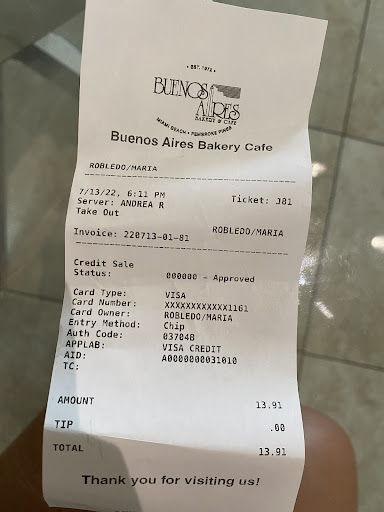 • EST. 1972 •
BUENOS
AIRES
BAKERY & CAFE
MIAMI BEACH • PEMBROKE PINES
Buenos Aires Bakery Cafe
ROBLEDO/MARIA
7/13/22, 6:11 PM Ticket: J81
Server: ANDREA R
Take Out ROBLEDO/MARIA
Invoice: 220713-01-81
Credit Sale
Status: 000000 - Approved
Card Type: VISA
Card Number: XXXXXXXXXXXX1161
Card Owner: ROBLEDO/MARIA
Entry Method: Chip
Auth Code: 03704B
APPLAB: VISA CREDIT
AID: A0000000031010
TC:
AMOUNT 13.91
TIP .00
TOTAL 13.91
Thank you for visiting us!